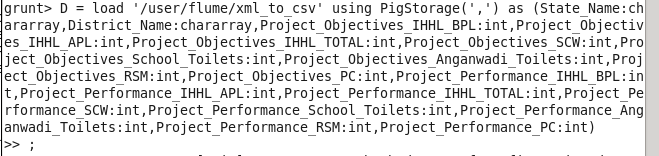 grunt> D = load '/user/flume/xml_to_csv' using PigStorage(',') as (State_Name:ch
ararray,District_Name:chararray,Project_Objectives_IHHL_BPL:int,Project_Objectiv
es_IHHL_APL:int,Project_Objectives_IHHL_TOTAL:int,Project_Objectives_SCW:int,Pro
ject_Objectives_School_Toilets:int,Project_Objectives_Anganwadi_Toilets:int,Proj
ect_Objectives_RSM:int,Project_Objectives_PC:int,Project_Performance_IHHL_BPL:in
t,Project_Performance_IHHL_APL:int,Project_Performance_IHHL_TOTAL:int,Project_Pe
rformance_SCW:int,Project_Performance_School_Toilets:int,Project_Performance_Ang
anwadi_Toilets:int,Project_Performance_RSM:int,Project_Performance_PC:int)
>> ;